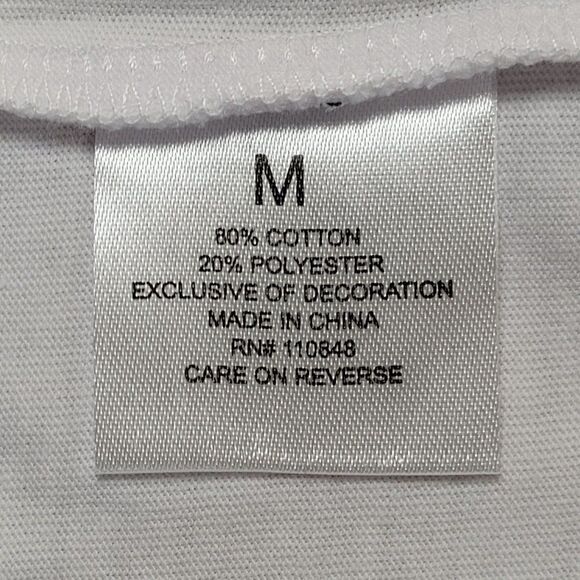 M
80% COTTON
20% POLYESTER
EXCLUSIVE OF DECORATION
MADE IN CHINA
RN# 110848
CARE ON REVERSE